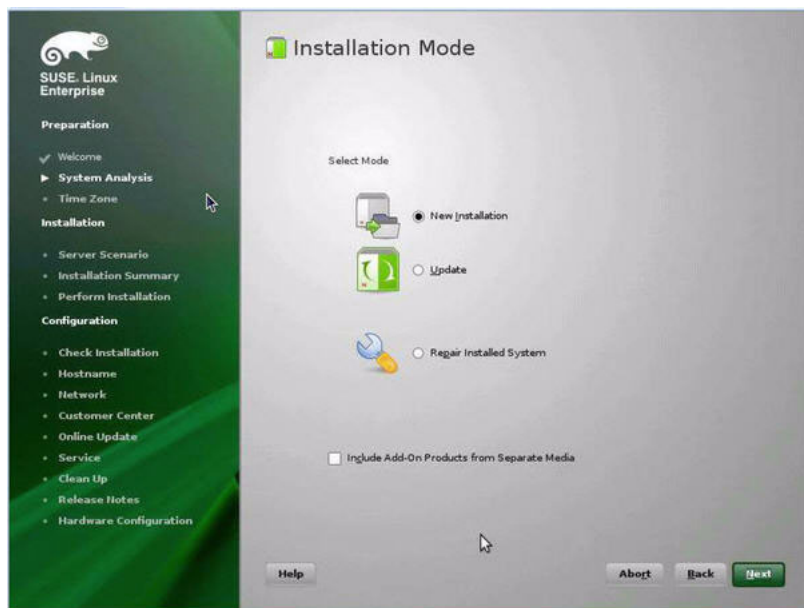 SUSE. Linux
Enterprise
Preparation
Welcome
System Analysis
Time Zone
Installation
Server Scenario
Installation Summary
Perform Installation
Configuration
Check Installation
Hostname
Network
Customer Center
Online Update
Service
Clean Up
Release Notes
Hardware Configuration
Installation Mode
Select Mode
New Installation
Update
Repair Installed System
Include Add-On Products from Separate Media
Help
Abort
Back
Next